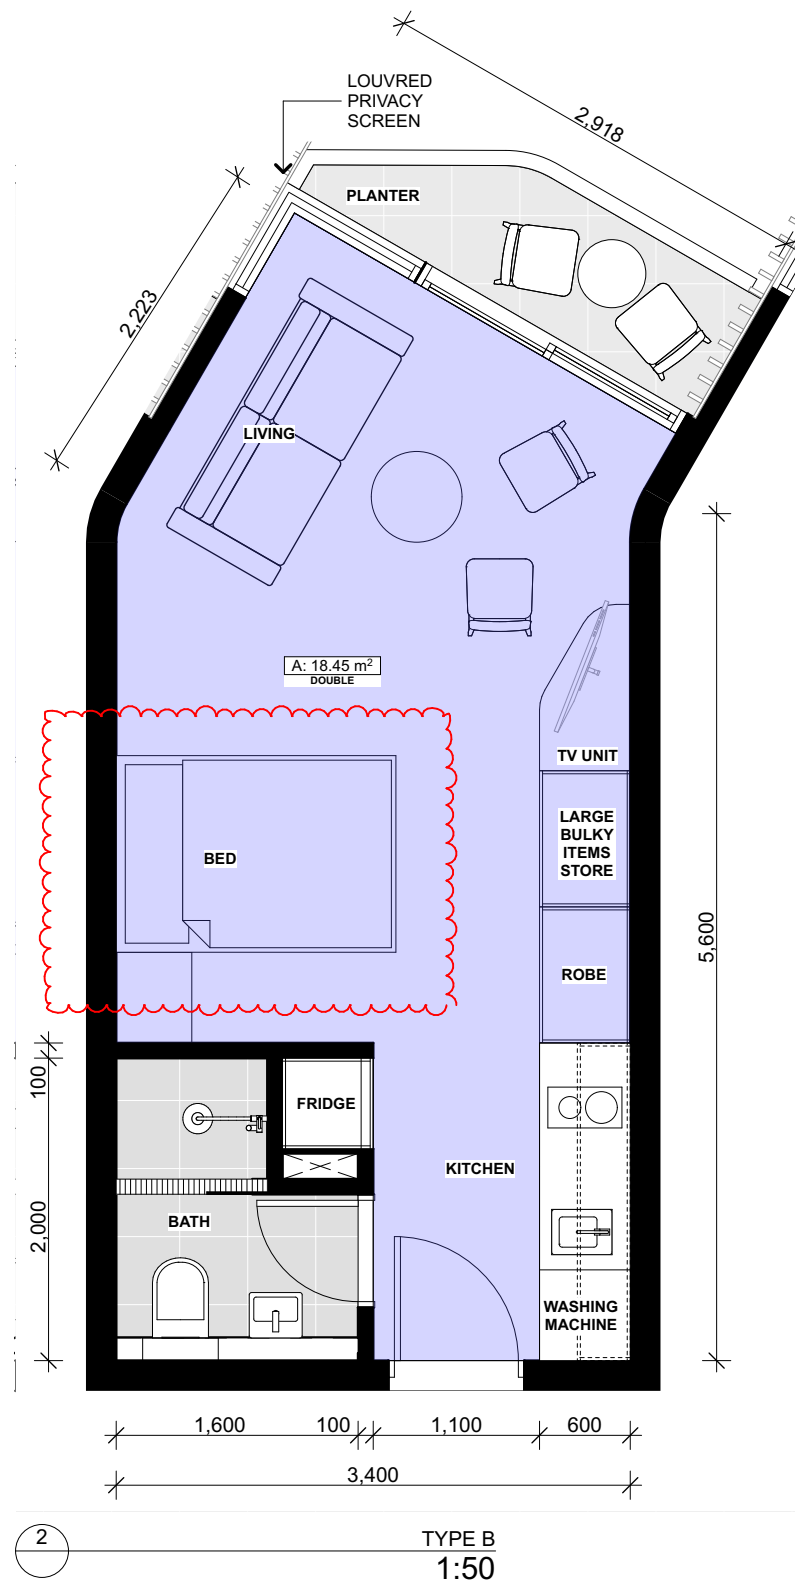 LOUVRED
PRIVACY
SCREEN
2,918
PLANTER
2,223
LIVING
A: 18.45 m²
DOUBLE
TV UNIT
LARGE
BULKY
ITEMS
STORE
BED
5,600
ROBE
100
FRIDGE
KITCHEN
2,000
BATH
WASHING
MACHINE
1,600
100
1,100
600
3,400
2
TYPE B
1:50